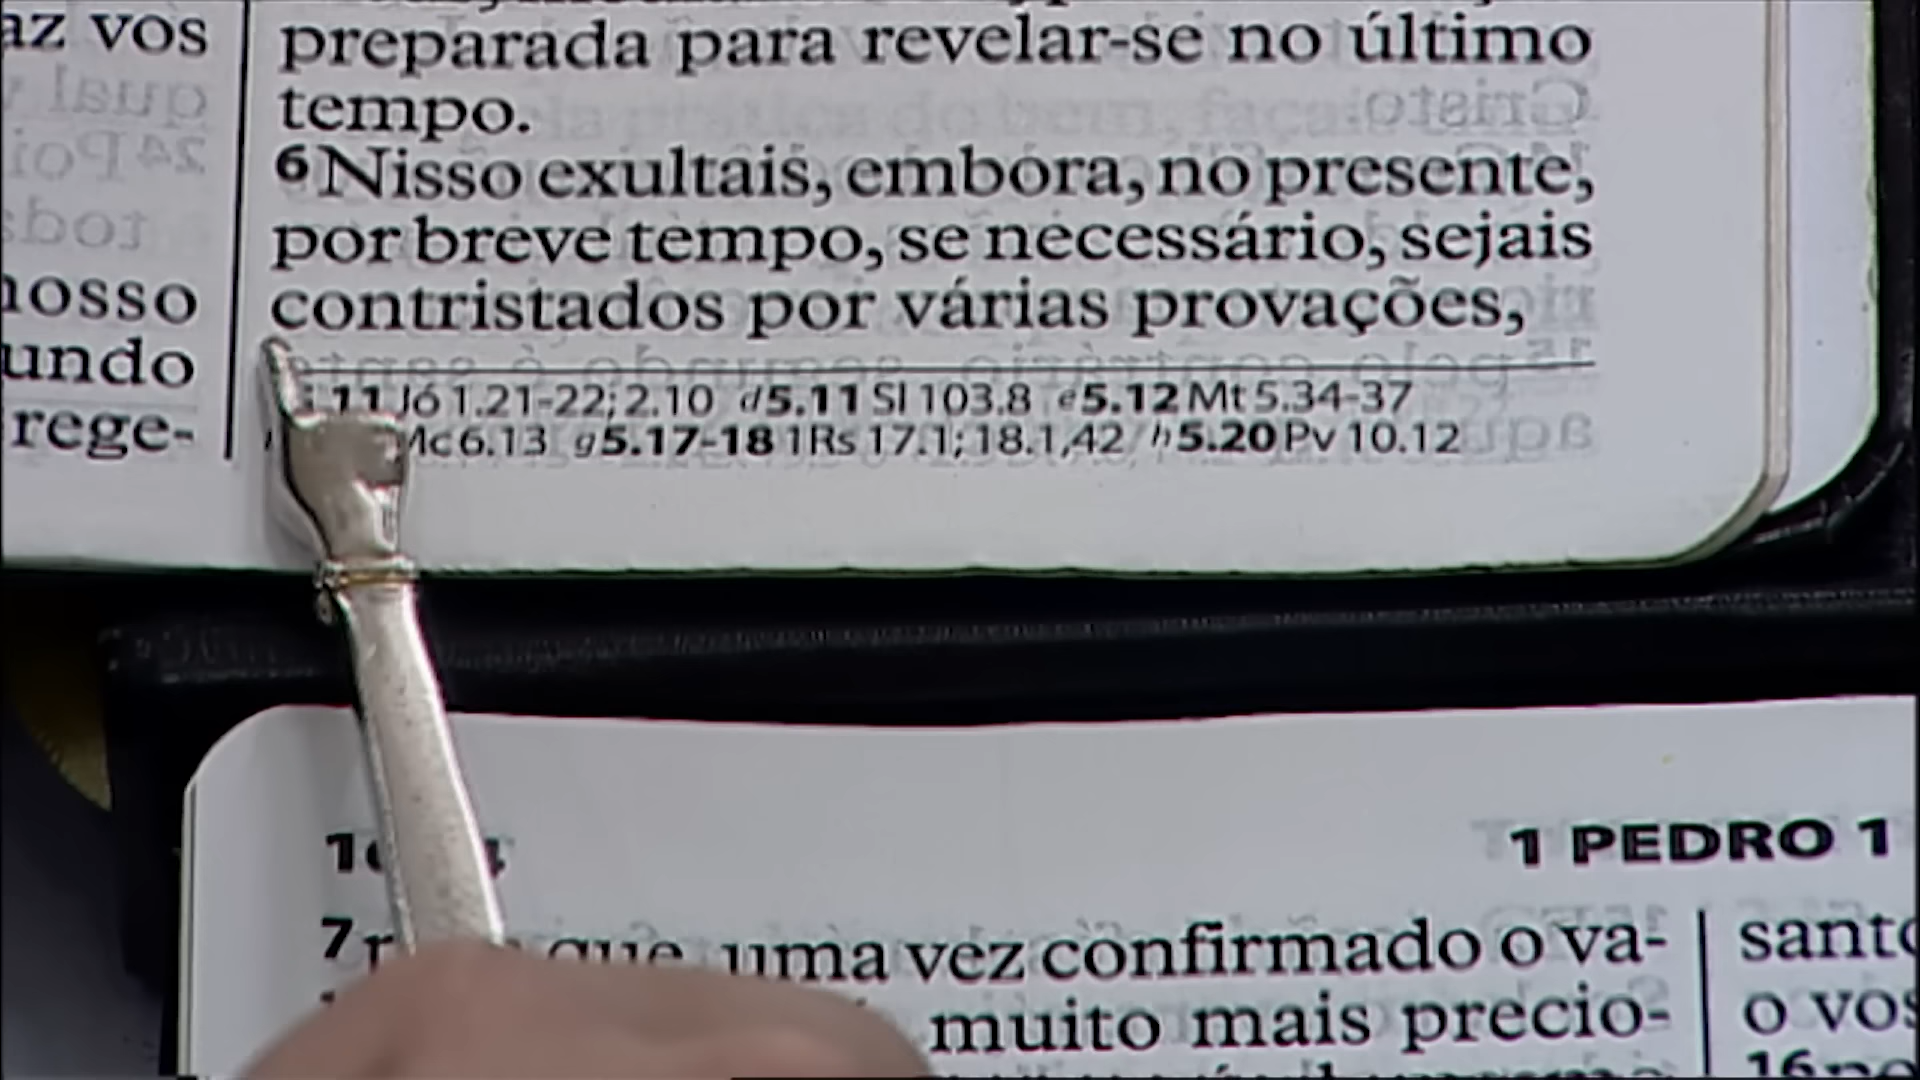 az vos
nosso
undo
rege-
preparada para revelar-se no último
tempo.
6 Nisso exultais, embora, no presente,
por breve tempo, se necessário, sejais
contristados por várias provações,
11 Jó 1.21-22; 2.10 d5.11 Sl 103.8 e5.12 Mt 5.34-37
Mc 6.13 g5.17-18 1Rs 17.1; 18.1,42 h5.20 Pv 10.12
1 PEDRO 1
7 que, uma vez confirmado o va-
muito mais precio-
santo
o vos
16